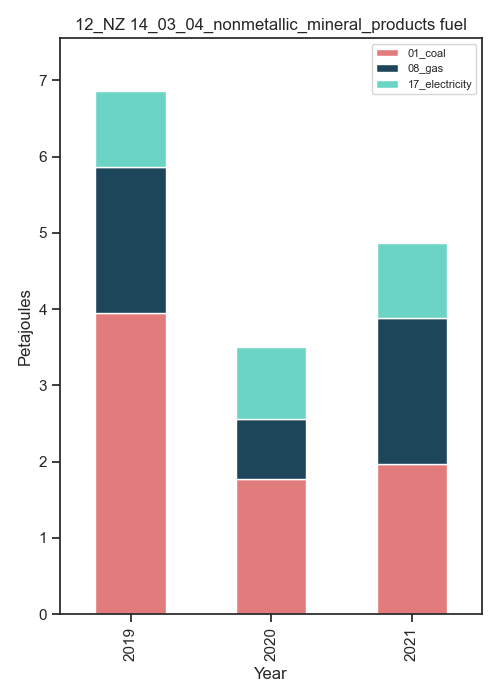 12_NZ 14_03_04_nonmetallic_mineral_products fuel
01_coal
08_gas
17_electricity
Petajoules
7
6
5
4
3
2
1
0
2019
2020
2021
Year